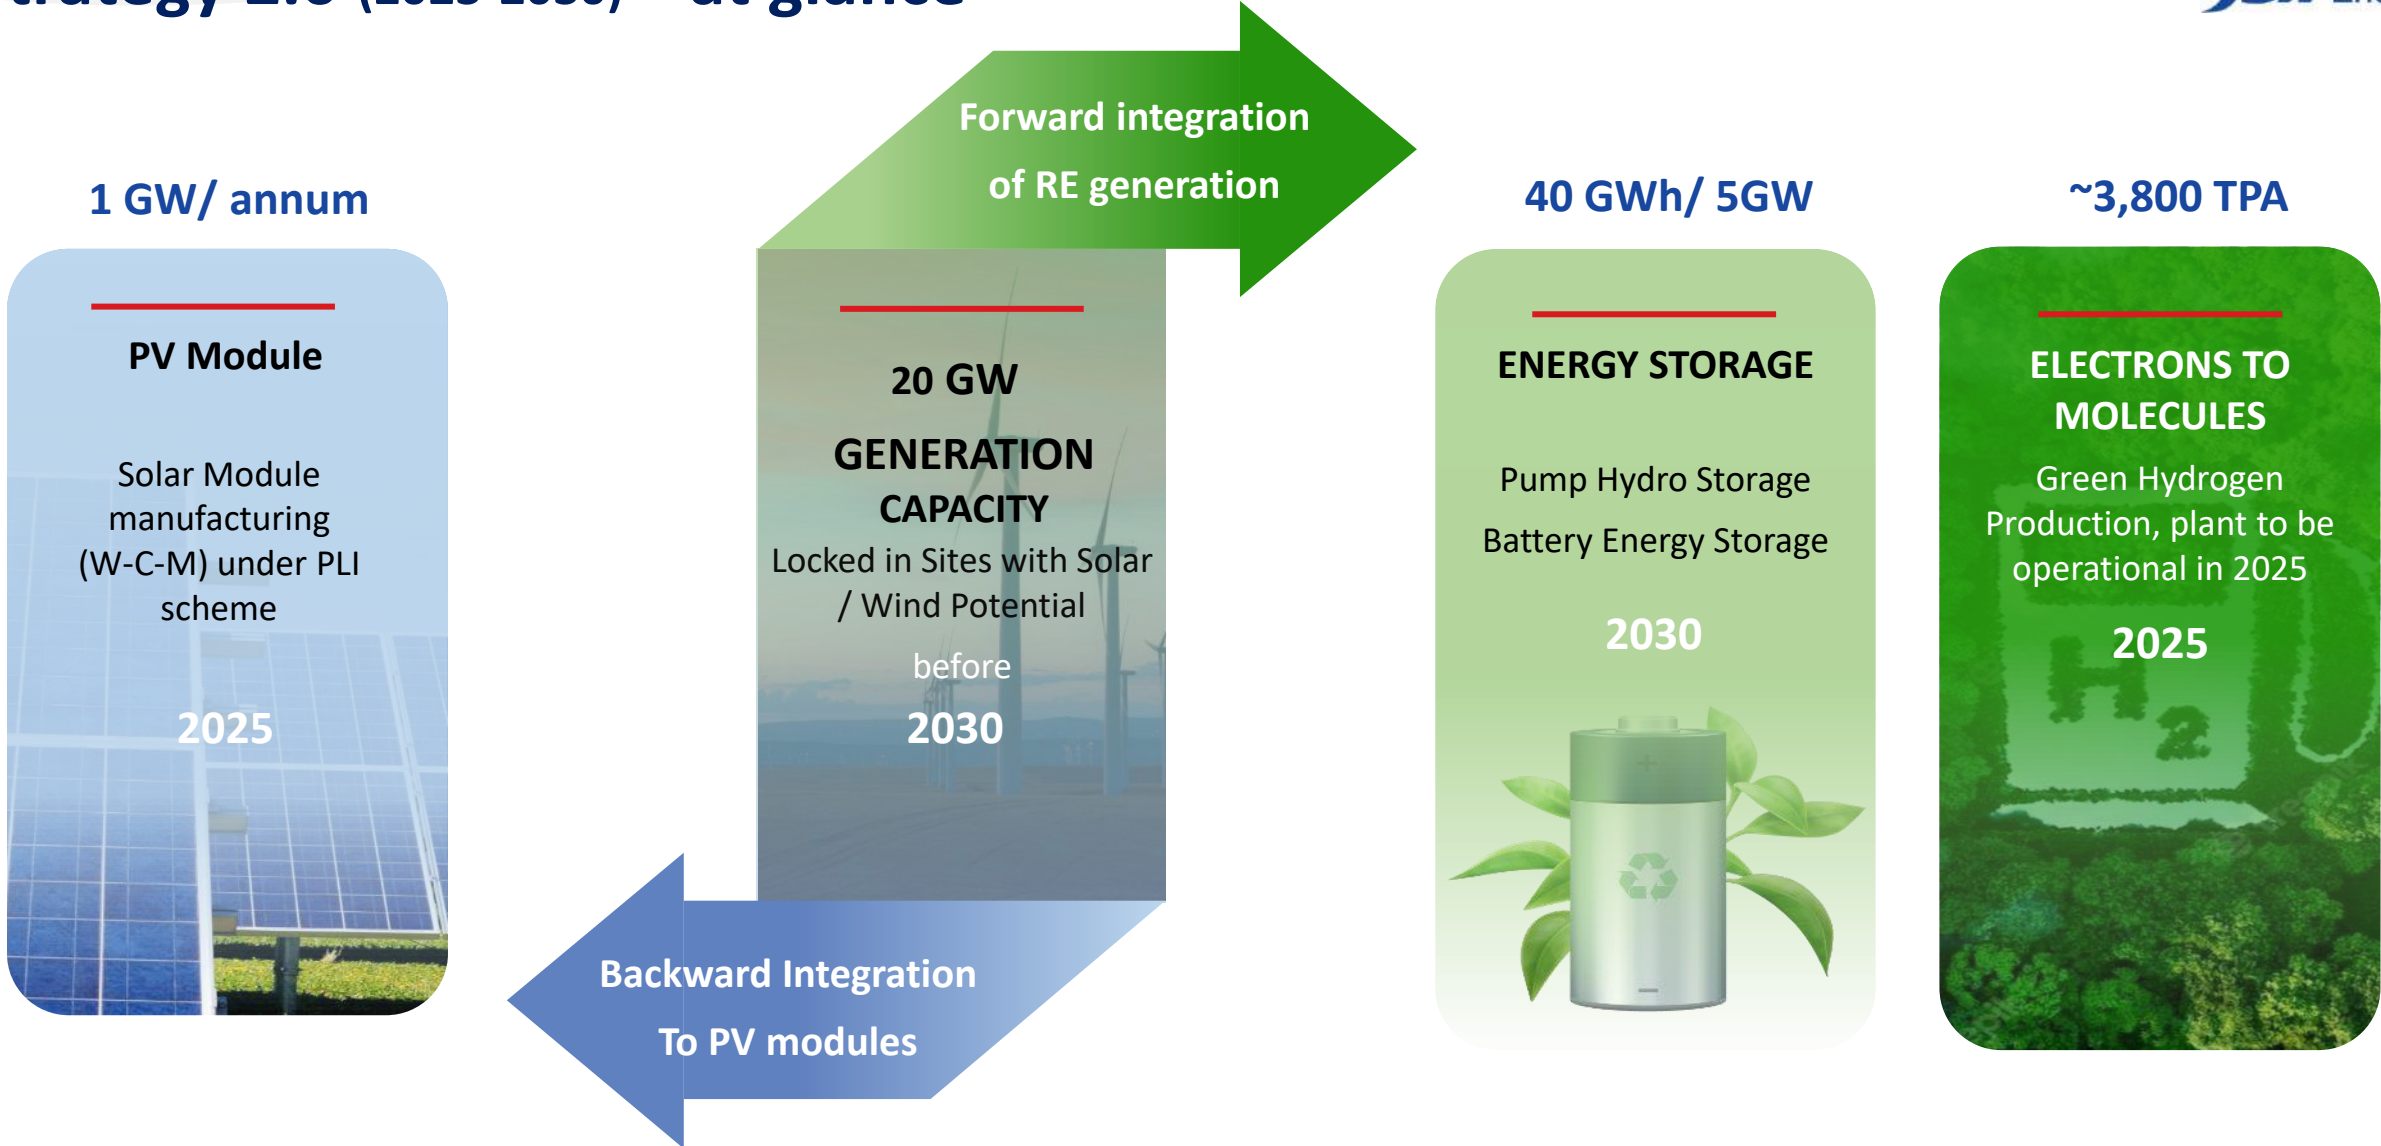 at glance
1 GW/ annum
PV Module
Solar Module
manufacturing
(W-C-M) under PLI
scheme
2025
Forward integration
of RE generation
20 GW
GENERATION
CAPACITY
Locked in Sites with Solar
/ Wind Potential
before
2030
Backward Integration
To PV modules
40 GWh/ 5GW
ENERGY STORAGE
Pump Hydro Storage
Battery Energy Storage
2030
~3,800 TPA
ELECTRONS TO
MOLECULES
Green Hydrogen
Production, plant to be
operational in 2025
2025
H2